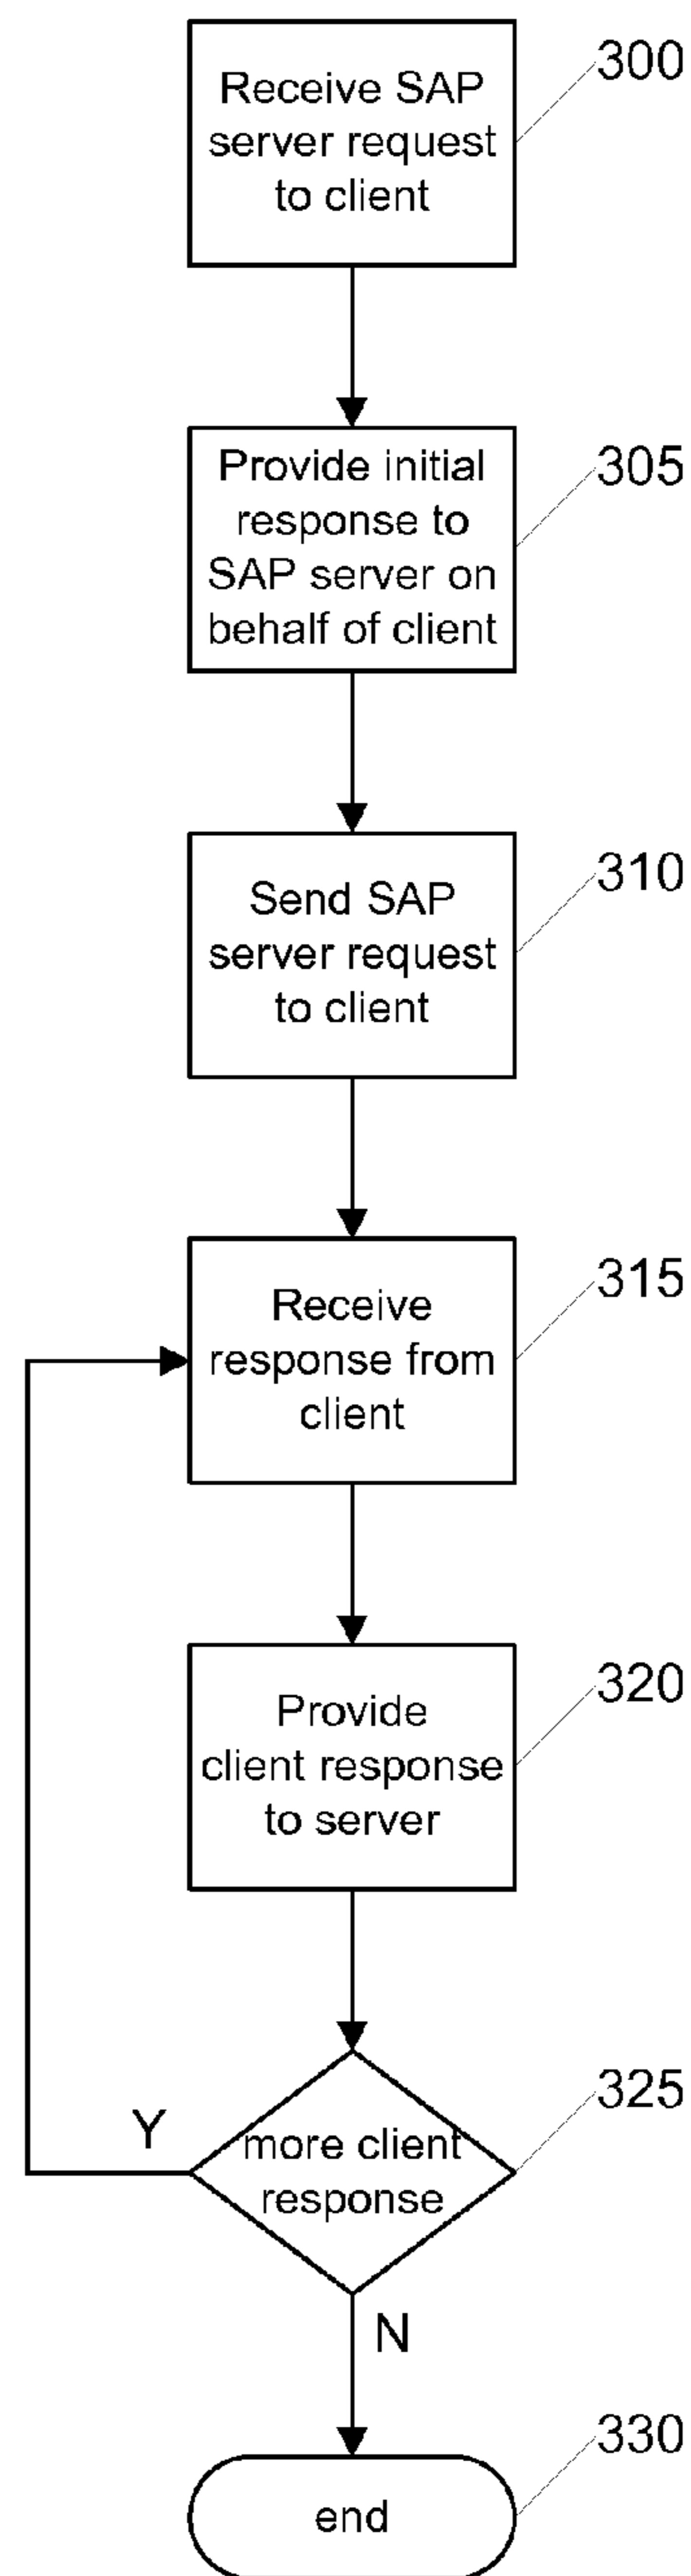 Receive SAP
server request
to client
300
Provide initial
response to
SAP server on
behalf of client
305
Send SAP
server request
to client
310
Receive
response from
client
315
Provide
client response
to server
320
more client
response
325
Y
N
end
330